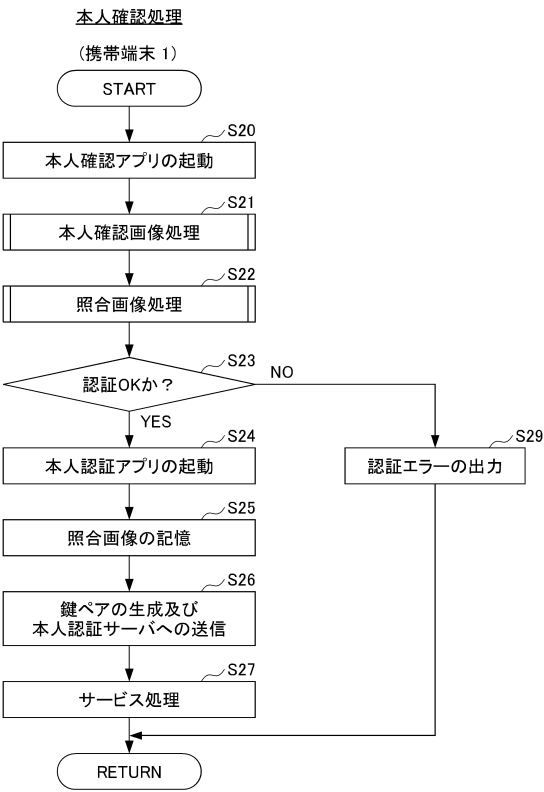 本人確認処理
（携帯端末 1）
START
S20
本人確認アプリの起動
S21
本人確認画像処理
S22
照合画像処理
S23
認証OKか？
NO
YES
S24
本人認証アプリの起動
S29
認証エラーの出力
S25
照合画像の記憶
S26
鍵ペアの生成及び
本人認証サーバへの送信
S27
サービス処理
RETURN